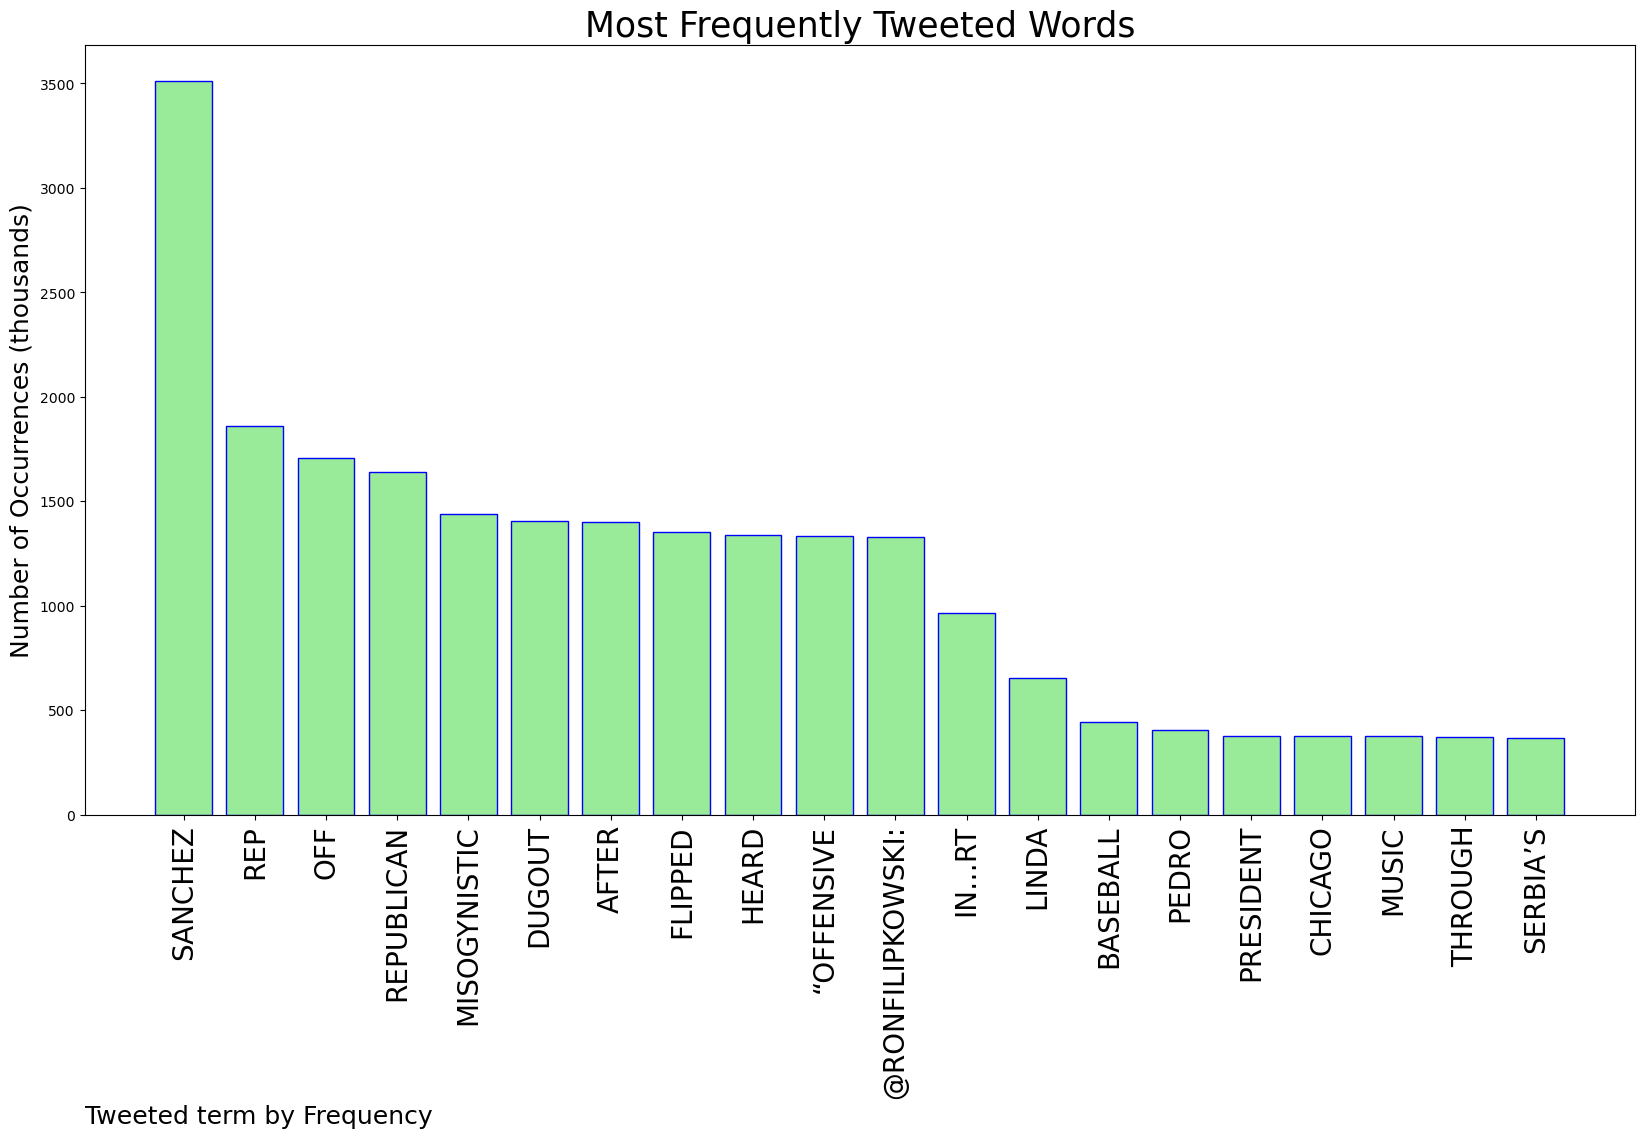 Most Frequently Tweeted Words
Number of Occurrences (thousands)
3500
3000
2500
2000
1500
1000
500
0
SANCHEZ
REP
OFF
REPUBLICAN
MISOGYNISTIC
DUGOUT
AFTER
FLIPPED
HEARD
“OFFENSIVE
@RONFILIPKOWSKI:
IN…RT
LINDA
BASEBALL
PEDRO
PRESIDENT
CHICAGO
MUSIC
THROUGH
SERBIA’S
Tweeted term by Frequency